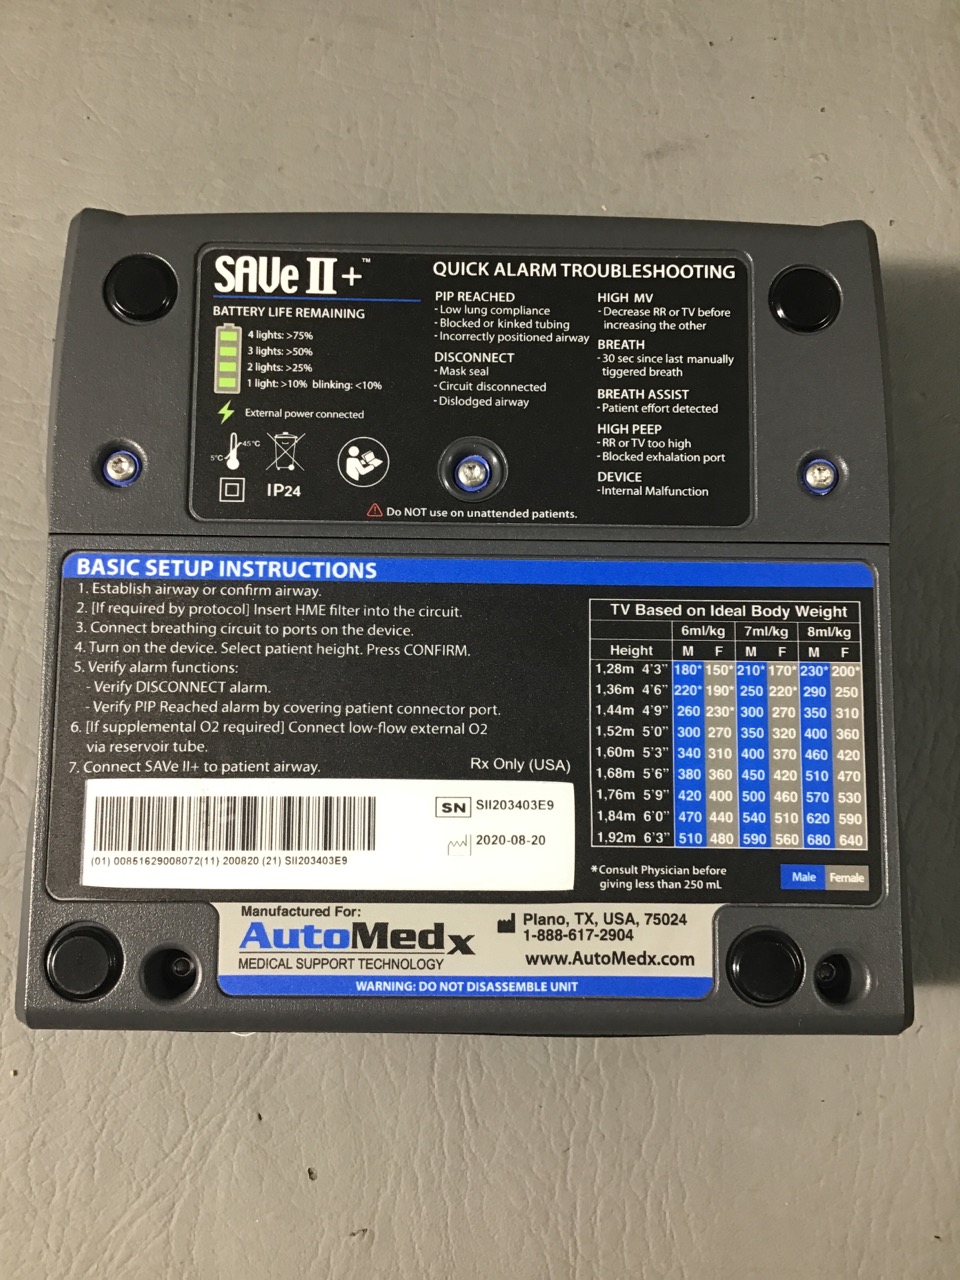 SAVe II+™
BATTERY LIFE REMAINING
4 lights: >75%
3 lights: >50%
2 lights: >25%
1 light: >10% blinking: <10%
External power connected
5°C 45°C
IP24
QUICK ALARM TROUBLESHOOTING
PIP REACHED
- Low lung compliance
- Blocked or kinked tubing
- Incorrectly positioned airway
DISCONNECT
- Mask seal
- Circuit disconnected
- Dislodged airway
HIGH MV
- Decrease RR or TV before
increasing the other
BREATH
- 30 sec since last manually
tiggered breath
BREATH ASSIST
- Patient effort detected
HIGH PEEP
- RR or TV too high
- Blocked exhalation port
DEVICE
- Internal Malfunction
Do NOT use on unattended patients.
BASIC SETUP INSTRUCTIONS
1. Establish airway or confirm airway.
2. [If required by protocol] Insert HME filter into the circuit.
3. Connect breathing circuit to ports on the device.
4. Turn on the device. Select patient height. Press CONFIRM.
5. Verify alarm functions:
- Verify DISCONNECT alarm.
- Verify PIP Reached alarm by covering patient connector port.
6. [If supplemental O2 required] Connect low-flow external O2
via reservoir tube.
7. Connect SAVe II+ to patient airway.
Rx Only (USA)
SN SII203403E9
2020-08-20
(01) 00851629008072(11) 200820 (21) SII203403E9
TV Based on Ideal Body Weight
6ml/kg 7ml/kg 8ml/kg
Height M F M F M F
1,28m 4'3" 180* 150* 210* 170* 230* 200*
1,36m 4'6" 220* 190* 250 220* 290 250
1,44m 4'9" 260 230* 300 270 350 310
1,52m 5'0" 300 270 350 320 400 360
1,60m 5'3" 340 310 400 370 460 420
1,68m 5'6" 380 360 450 420 510 470
1,76m 5'9" 420 400 500 460 570 530
1,84m 6'0" 470 440 540 510 620 590
1,92m 6'3" 510 480 590 560 680 640
*Consult Physician before
giving less than 250 mL
Male Female
Manufactured For:
AutoMedx
MEDICAL SUPPORT TECHNOLOGY
Plano, TX, USA, 75024
1-888-617-2904
www.AutoMedx.com
WARNING: DO NOT DISASSEMBLE UNIT